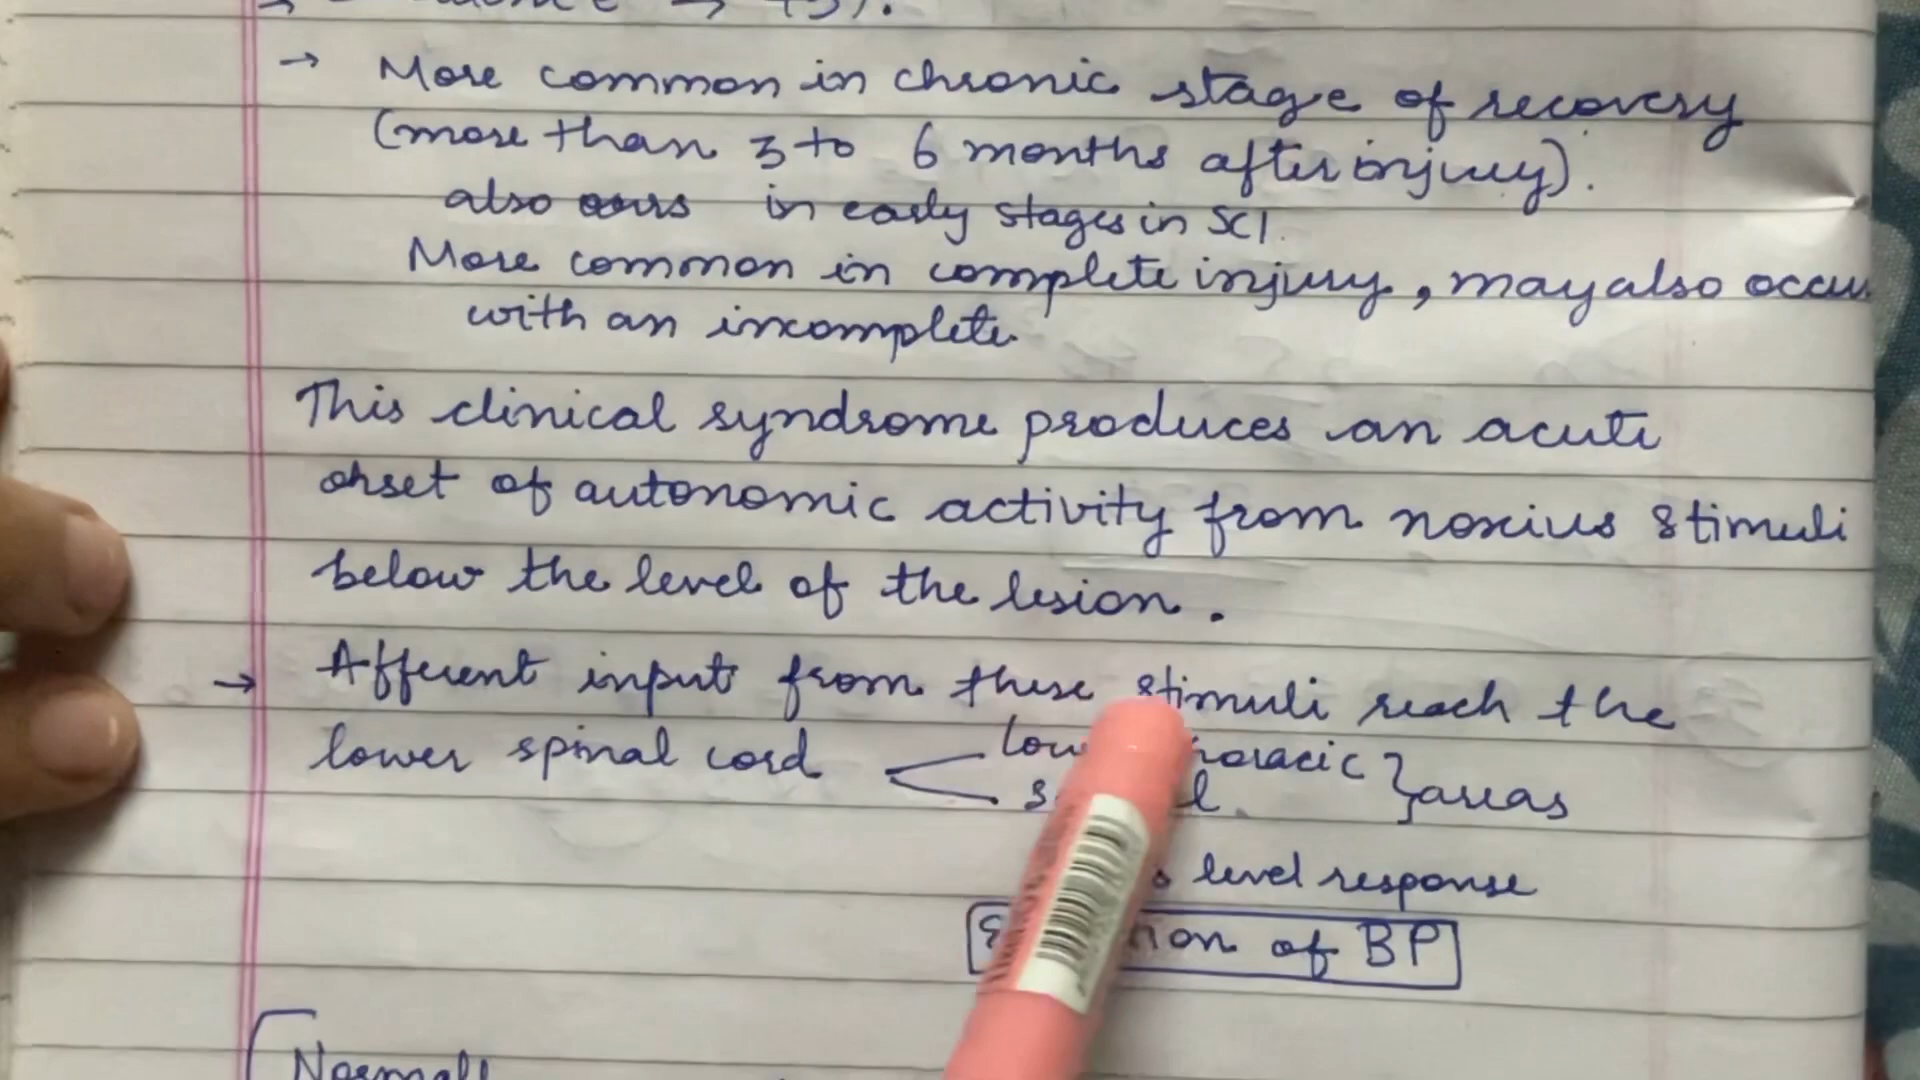 → More common in chronic stage of recovery
(more than 3 to 6 months after injury).
also ocurs in early stages in SCI.
More common in complete injury, may also occur
with an incomplete
This clinical syndrome produces an acute
onset of autonomic activity from noxius stimuli
below the level of the lesion.
→ Afferent input from these stimuli reach the
lower spinal cord
areas
level response
of BP